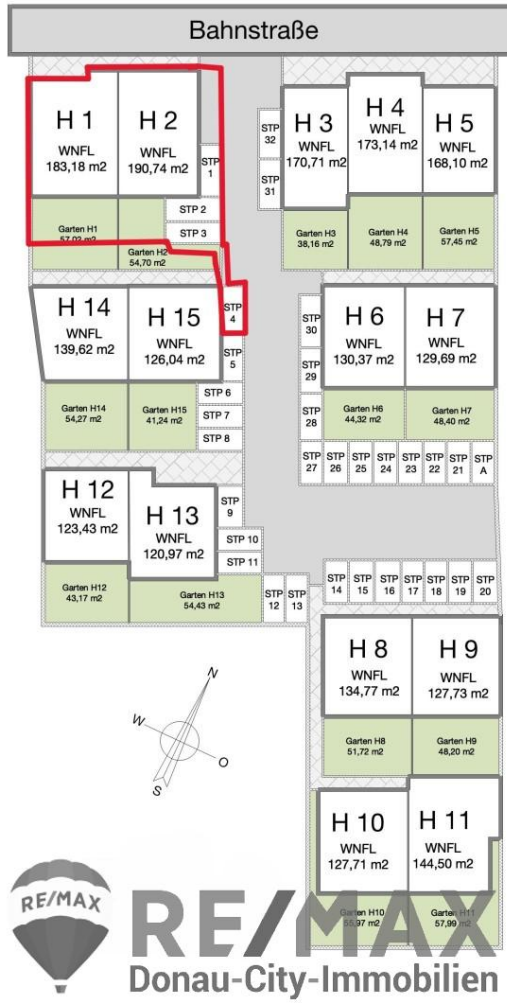 Bahnstraße
H 1
WNFL
183,18 m2
H 2
WNFL
190,74 m2
STP
1
STP 2
STP 3
Garten H1
57,02 m2
Garten H2
54,70 m2
STP
32
STP
31
H 3
WNFL
170,71 m2
H 4
WNFL
173,14 m2
H 5
WNFL
168,10 m2
Garten H3
38,16 m2
Garten H4
48,79 m2
Garten H5
57,45 m2
H 14
WNFL
139,62 m2
H 15
WNFL
126,04 m2
STP
4
STP
5
STP 6
STP 7
STP 8
Garten H14
54,27 m2
Garten H15
41,24 m2
STP
30
STP
29
STP
28
H 6
WNFL
130,37 m2
H 7
WNFL
129,69 m2
Garten H6
44,32 m2
Garten H7
48,40 m2
STP
27
STP
26
STP
25
STP
24
STP
23
STP
22
STP
21
STP
A
H 12
WNFL
123,43 m2
H 13
WNFL
120,97 m2
STP
9
STP 10
STP 11
Garten H12
43,17 m2
Garten H13
54,43 m2
STP
12
STP
13
STP
14
STP
15
STP
16
STP
17
STP
18
STP
19
STP
20
H 8
WNFL
134,77 m2
H 9
WNFL
127,73 m2
Garten H8
51,72 m2
Garten H9
48,20 m2
N
W
O
S
H 10
WNFL
127,71 m2
H 11
WNFL
144,50 m2
Garten H10
55,97 m2
Garten H11
57,99 m2
RE/MAX
RE/MAX
Donau-City-Immobilien